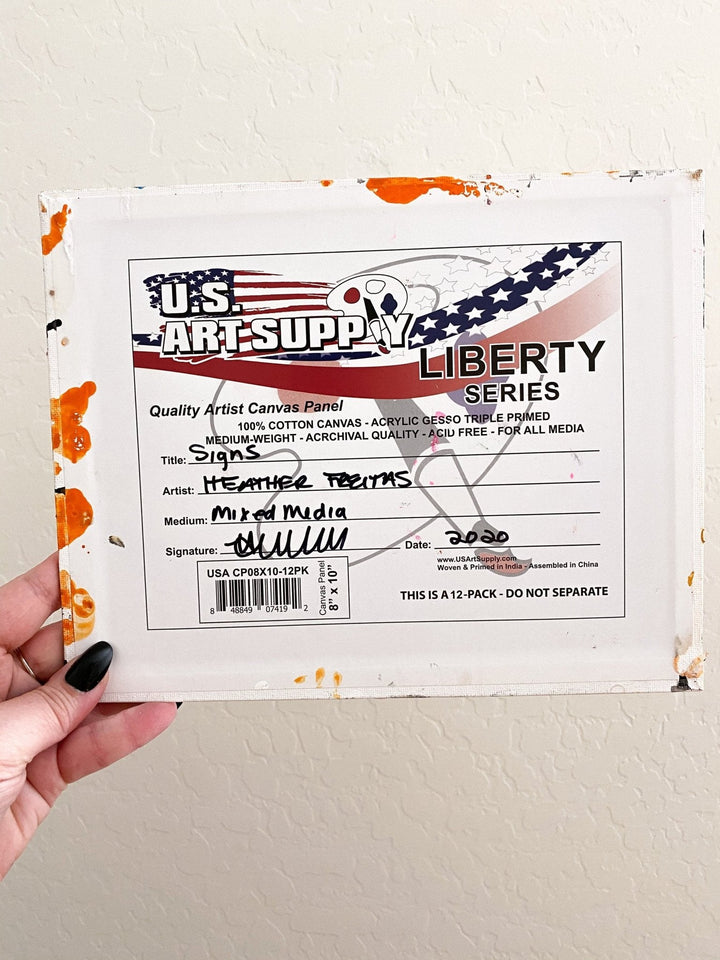 U.S.
ART SUPPLY
LIBERTY
SERIES
Quality Artist Canvas Panel
100% COTTON CANVAS - ACRYLIC GESSO TRIPLE PRIMED
MEDIUM-WEIGHT - ACRCHIVAL QUALITY - ACID FREE - FOR ALL MEDIA
Title: Signs
Artist: HEATHER FREITAS
Medium: Mixed Media
Signature: Date: 2020
www.USArtSupply.com
Woven & Primed in India - Assembled in China
USA CP08X10-12PK
8 48849 07419 2
Canvas Panel
8" x 10"
THIS IS A 12-PACK - DO NOT SEPARATE